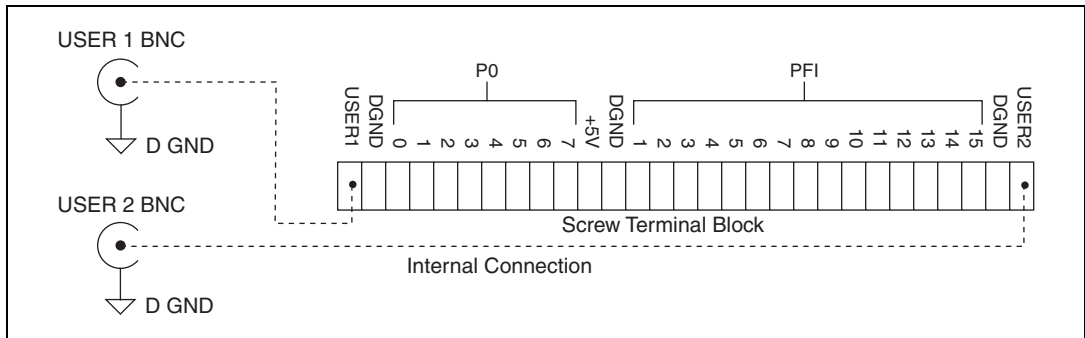 USER 1 BNC
D GND
USER 2 BNC
D GND
P0
PFI
USER1 DGND 0 1 2 3 4 5 6 7 +5V DGND 1 2 3 4 5 6 7 8 9 10 11 12 13 14 15 DGND USER2
Screw Terminal Block
Internal Connection